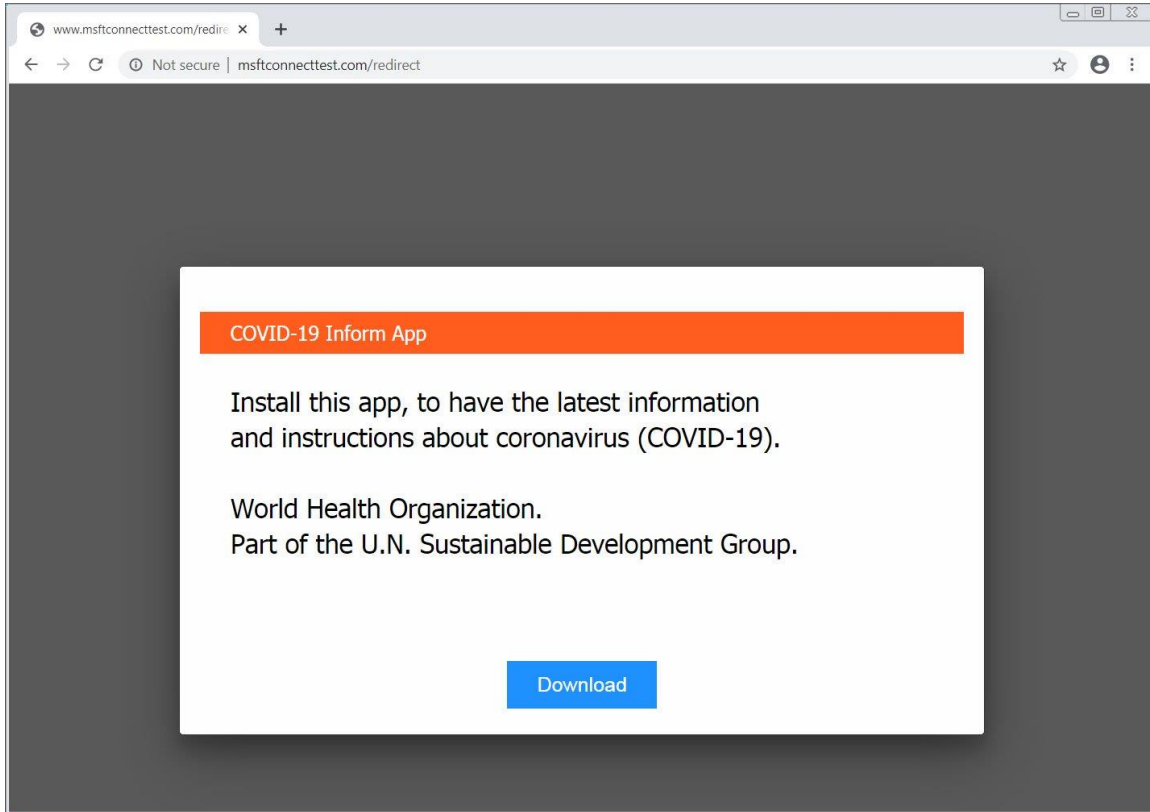 www.msftconnecttest.com/redire
Not secure | msftconnecttest.com/redirect
COVID-19 Inform App
Install this app, to have the latest information
and instructions about coronavirus (COVID-19).
World Health Organization.
Part of the U.N. Sustainable Development Group.
Download